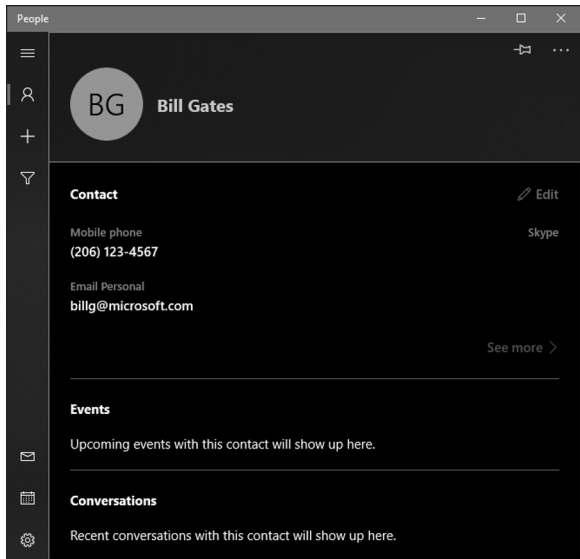 People
BG
Bill Gates
Contact
Edit
Mobile phone
Skype
(206) 123-4567
Email Personal
billg@microsoft.com
See more
Events
Upcoming events with this contact will show up here.
Conversations
Recent conversations with this contact will show up here.